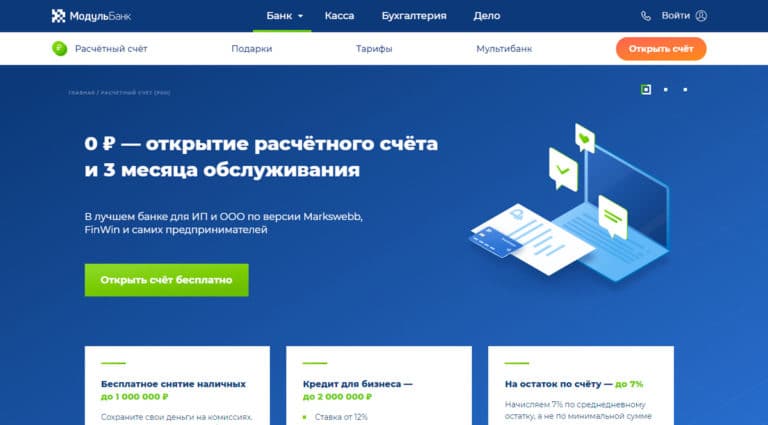 МодульБанк
Банк Касса Бухгалтерия Дело Войти
₽ Расчётный счёт Подарки Тарифы Мультибанк Открыть счёт
ГЛАВНАЯ / РАСЧЕТНЫЙ СЧЕТ (РКО)
0 ₽ — открытие расчётного счёта
и 3 месяца обслуживания
В лучшем банке для ИП и ООО по версии Markswebb,
FinWin и самих предпринимателей
Открыть счёт бесплатно
Бесплатное снятие наличных
до 1 000 000 ₽
Сохраните свои деньги на комиссиях.
Кредит для бизнеса —
до 2 000 000 ₽
Ставка от 12%
На остаток по счёту — до 7%
Начисляем 7% по среднедневному
остатку, а не по минимальной сумме